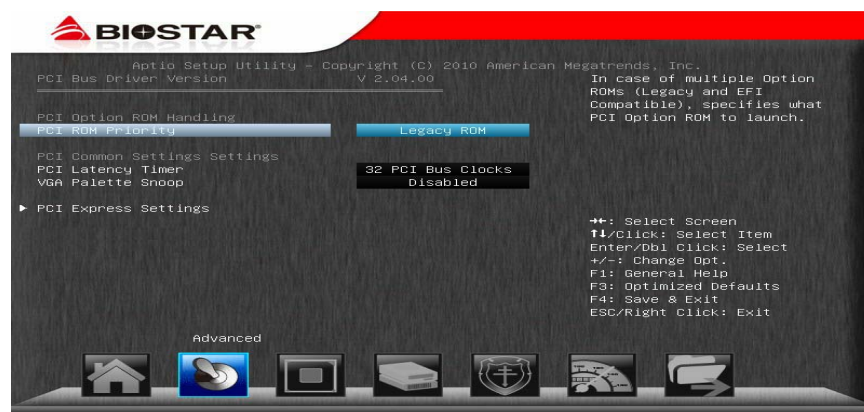 BIOSTAR®
Aptio Setup Utility - Copyright (C) 2010 American Megatrends, Inc.
PCI Bus Driver Version V 2.04.00
PCI Option ROM Handling
PCI ROM Priority Legacy ROM
PCI Common Settings Settings
PCI Latency Timer 32 PCI Bus Clocks
VGA Palette Snoop Disabled
▶ PCI Express Settings
In case of multiple Option
ROMs (Legacy and EFI
Compatible), specifies what
PCI Option ROM to launch.
→←: Select Screen
↑↓/Click: Select Item
Enter/Dbl Click: Select
+/-: Change Opt.
F1: General Help
F3: Optimized Defaults
F4: Save & Exit
ESC/Right Click: Exit
Advanced